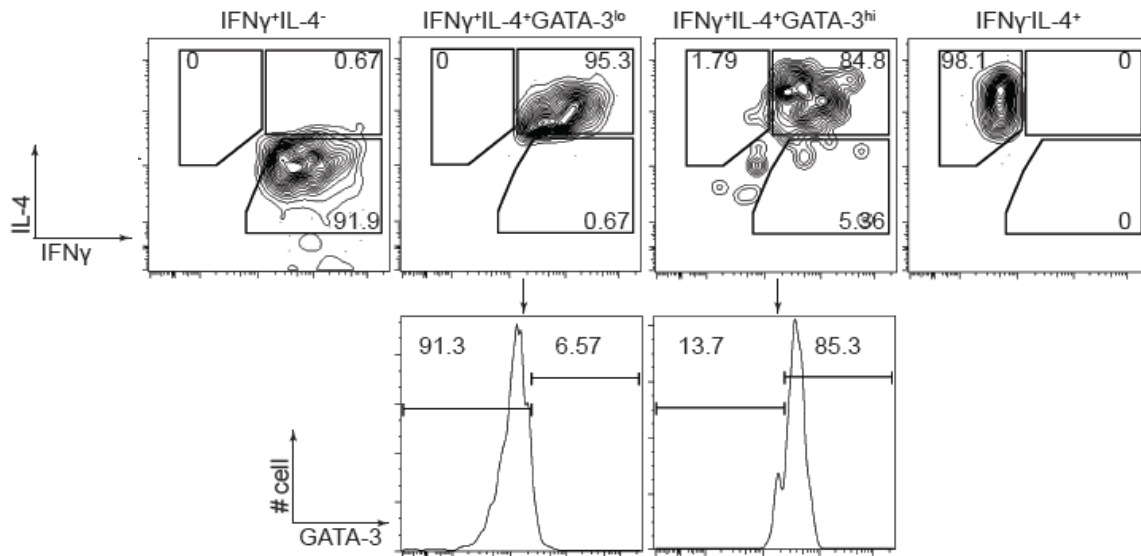 IFNγ⁺IL-4⁻ IFNγ⁺IL-4⁺GATA-3ˡᵒ IFNγ⁺IL-4⁺GATA-3ʰⁱ IFNγ⁻IL-4⁺
0 0.67 0 95.3 1.79 84.8 98.1 0
IL-4
91.9 0.67 5.36 0
IFNγ
91.3 6.57 13.7 85.3
# cell
GATA-3